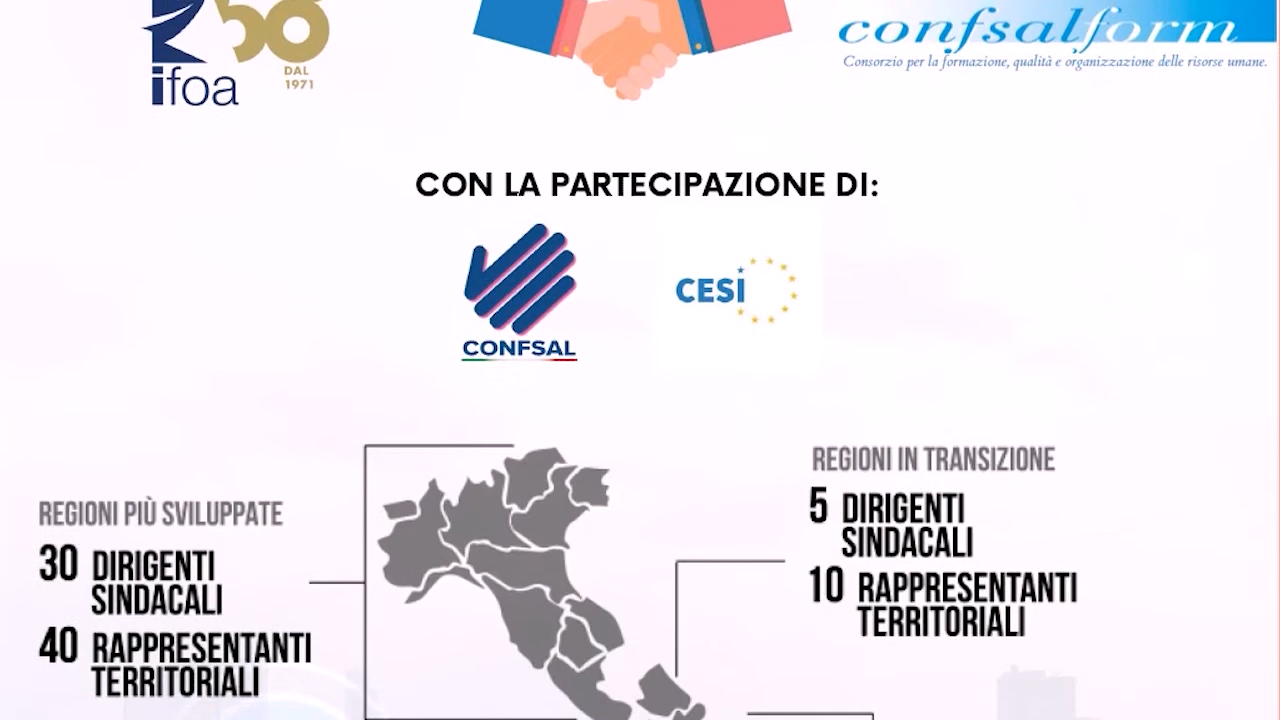 50
DAL
1971
ifoa
confsalform
Consorzio per la formazione, qualità e organizzazione delle risorse umane.
CON LA PARTECIPAZIONE DI:
CONFSAL
CESI
REGIONI PIÙ SVILUPPATE
30 DIRIGENTI
SINDACALI
40 RAPPRESENTANTI
TERRITORIALI
REGIONI IN TRANSIZIONE
5 DIRIGENTI
SINDACALI
10 RAPPRESENTANTI
TERRITORIALI